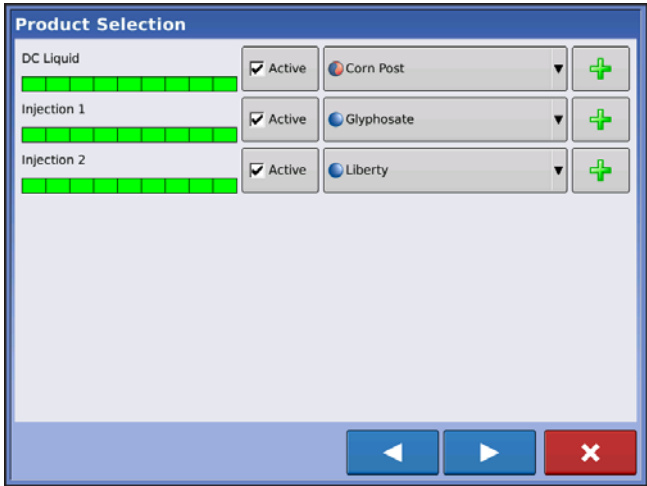 Product Selection
DC Liquid
Active
Corn Post
Injection 1
Active
Glyphosate
Injection 2
Active
Liberty